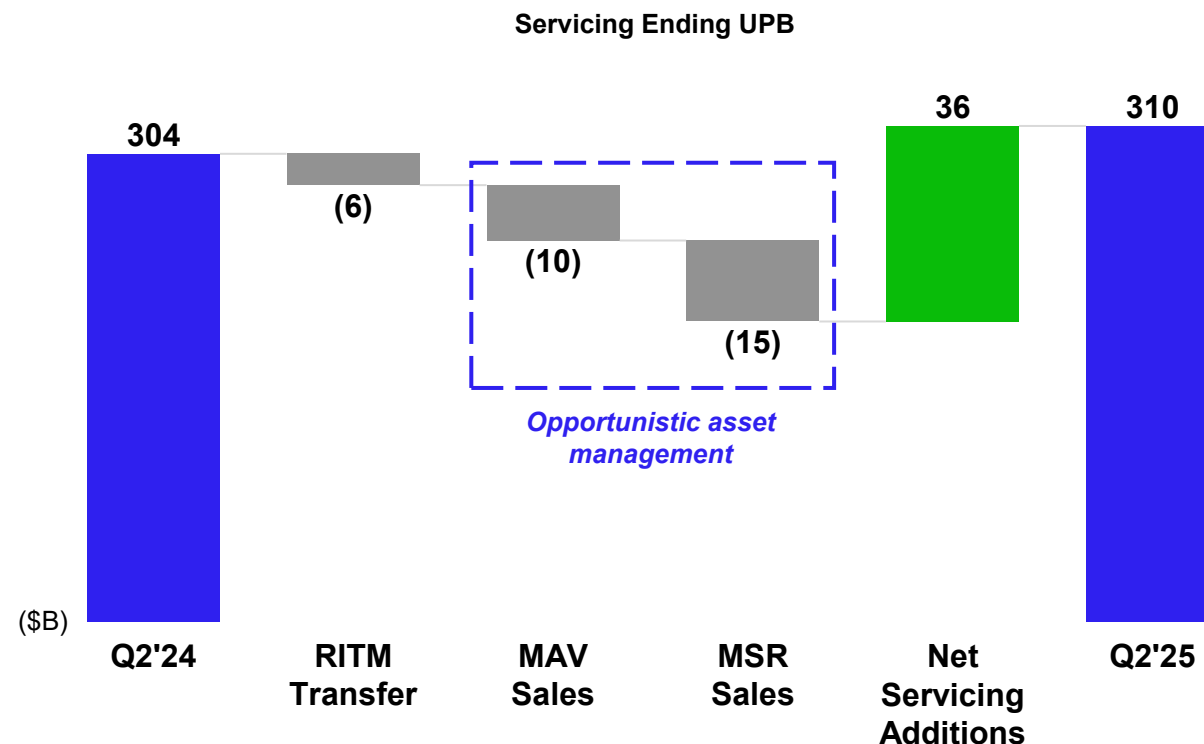 Servicing Ending UPB
304
(6)
(10)
(15)
36
310
Opportunistic asset
management
($B)
Q2'24
RITM
Transfer
MAV
Sales
MSR
Sales
Net
Servicing
Additions
Q2'25